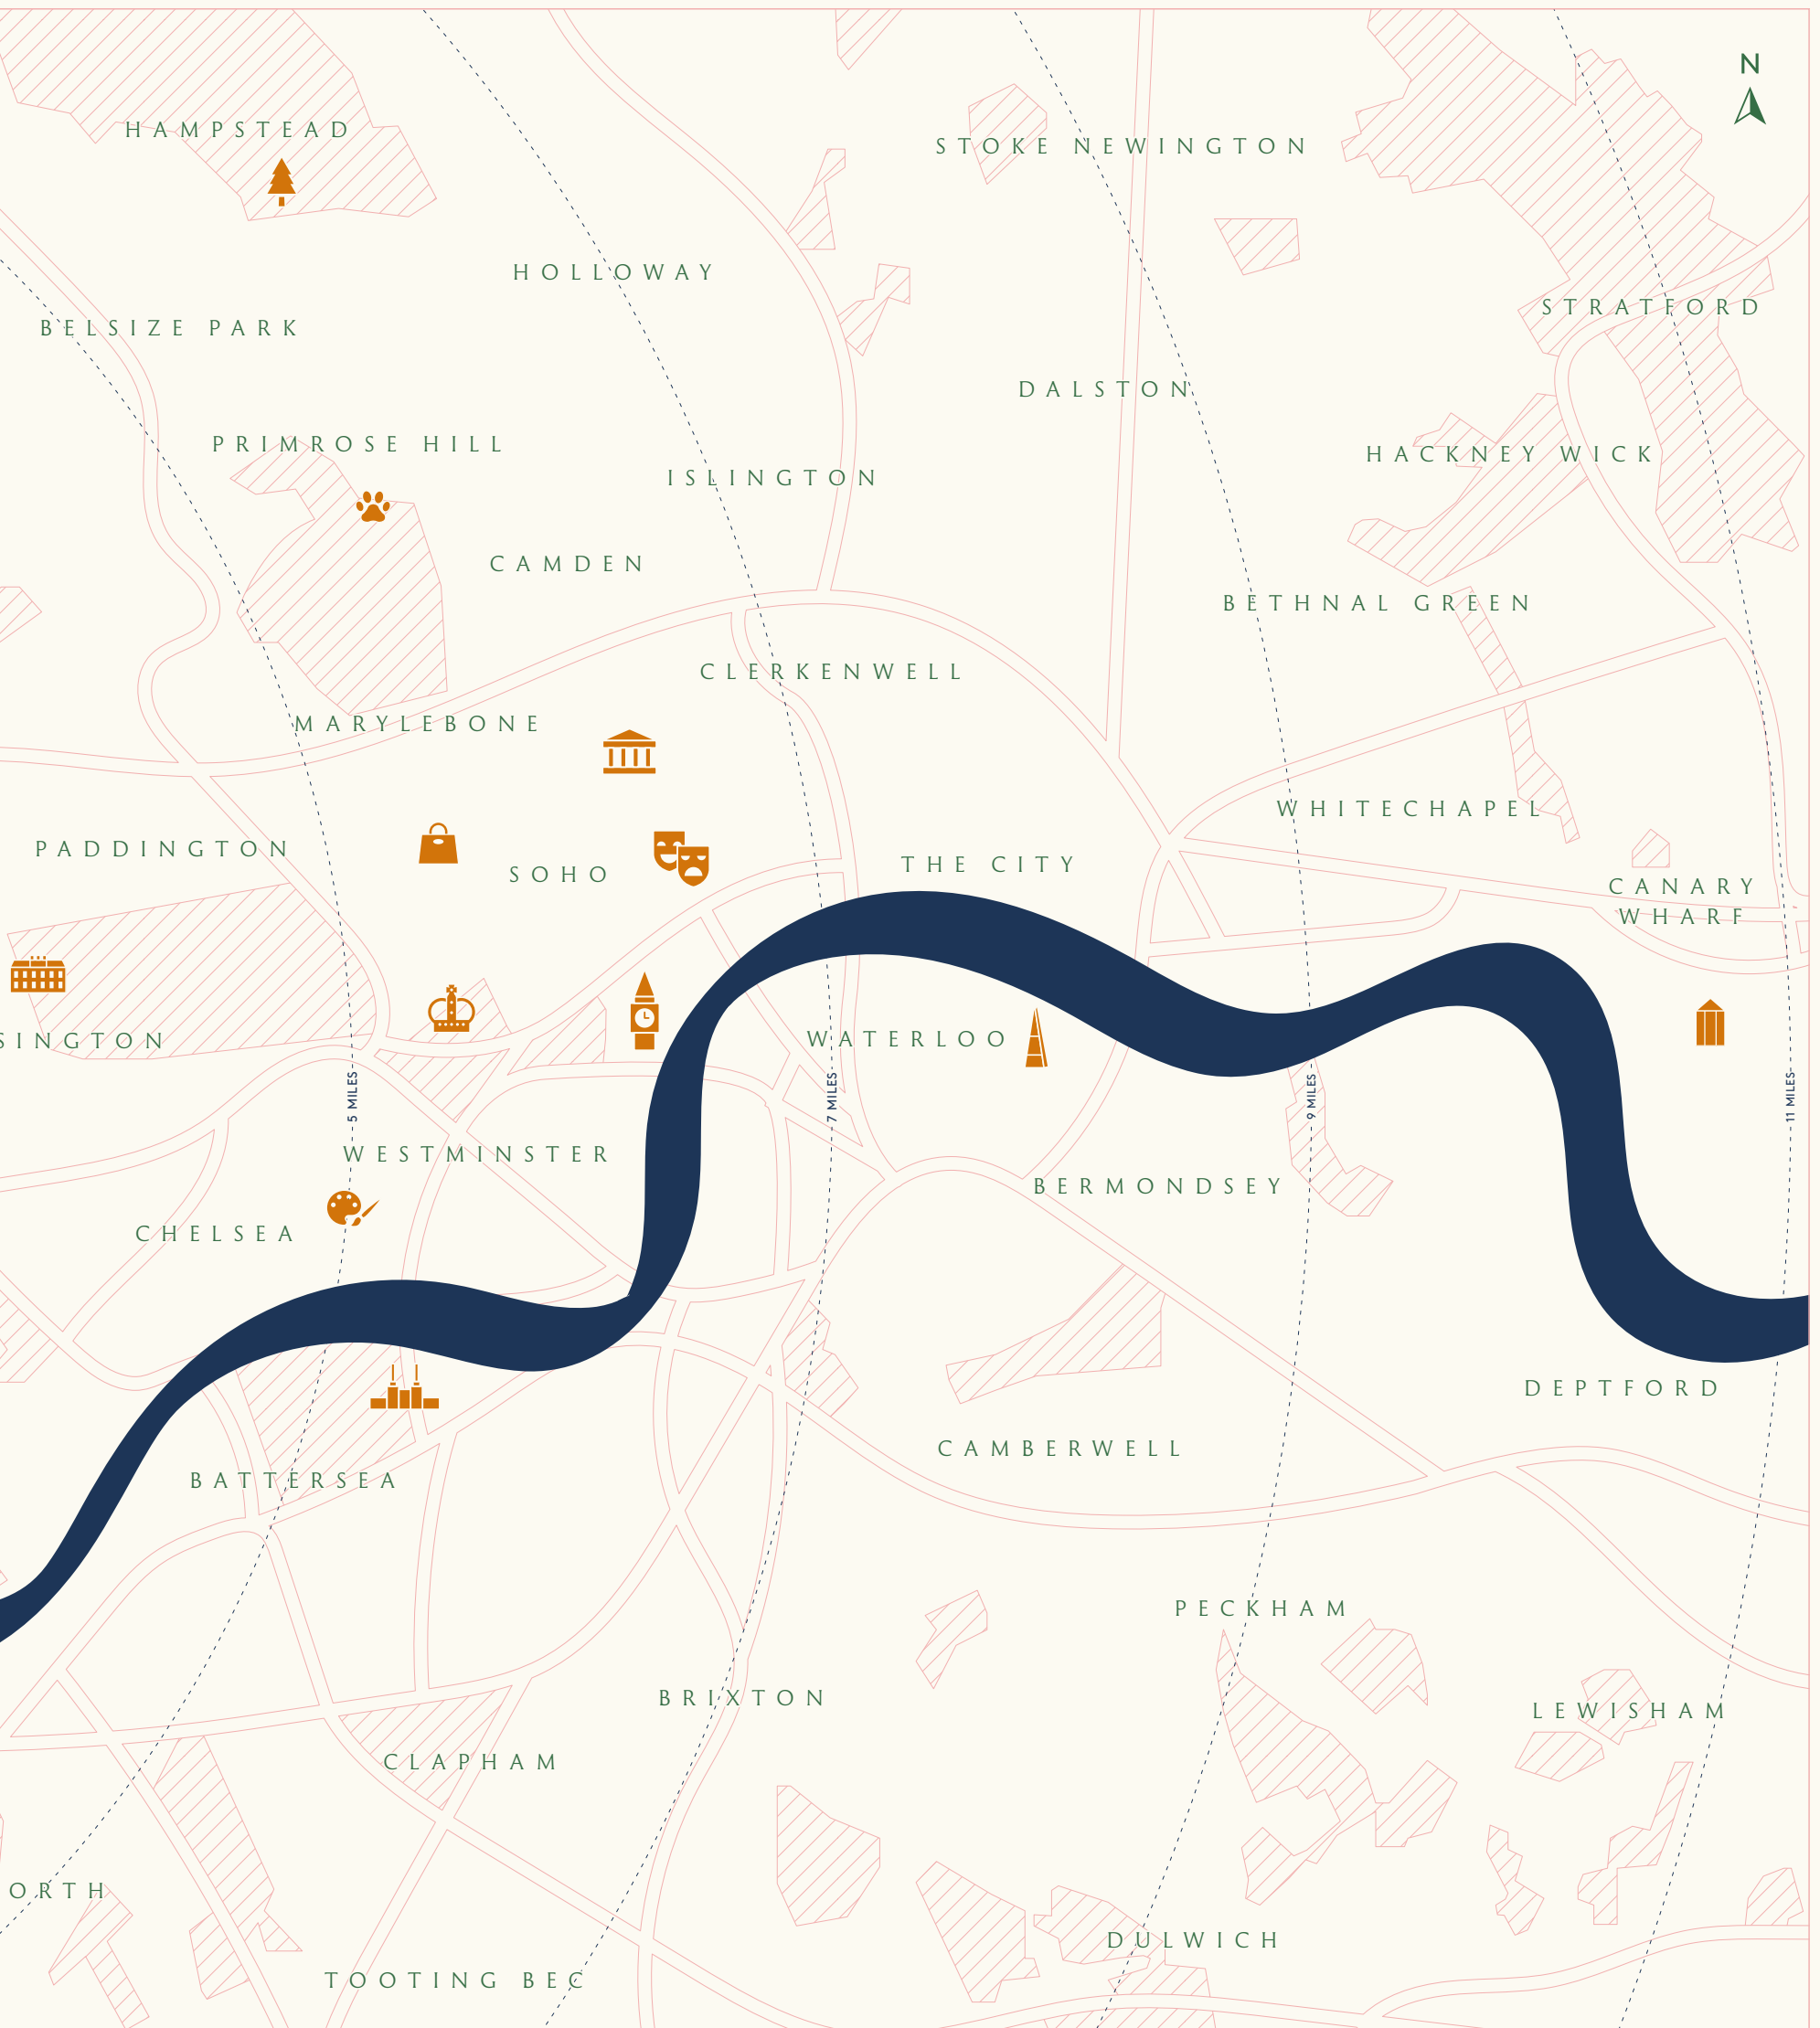 N
HAMPSTEAD
STOKE NEWINGTON
HOLLOWAY
STRATFORD
BELSIZE PARK
DALSTON
PRIMROSE HILL
HACKNEY WICK
ISLINGTON
CAMDEN
BETHNAL GREEN
CLERKENWELL
MARYLEBONE
WHITECHAPEL
PADDINGTON
THE CITY
SOHO
CANARY
WHARF
SINGTON
WATERLOO
5 MILES
7 MILES
9 MILES
11 MILES
WESTMINSTER
BERMONDSEY
CHELSEA
DEPTFORD
CAMBERWELL
BATTERSEA
PECKHAM
BRIXTON
LEWISHAM
CLAPHAM
ORTH
DULWICH
TOOTING BEC